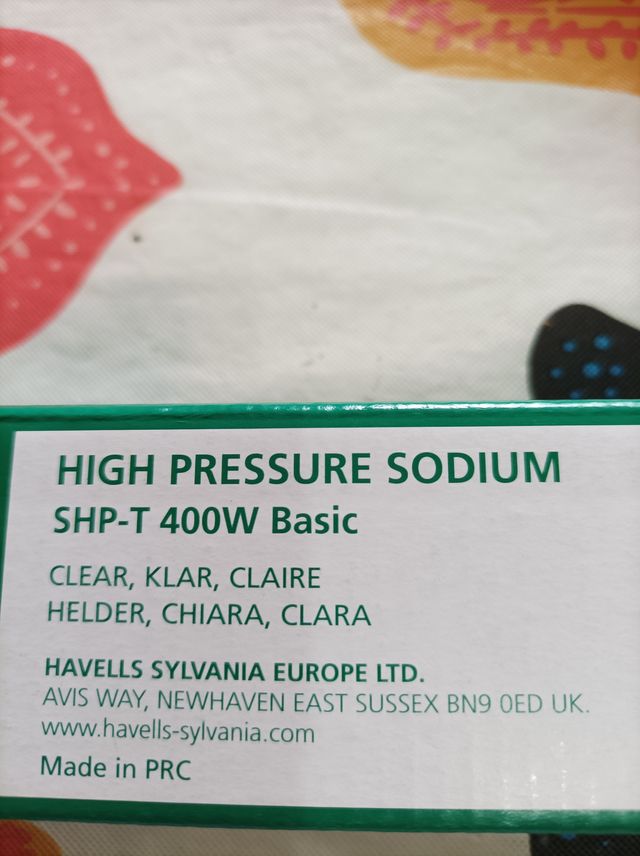 HIGH PRESSURE SODIUM
SHP-T 400W Basic
CLEAR, KLAR, CLAIRE
HELDER, CHIARA, CLARA
HAVELLS SYLVANIA EUROPE LTD.
AVIS WAY, NEWHAVEN EAST SUSSEX BN9 0ED UK.
www.havells-sylvania.com
Made in PRC